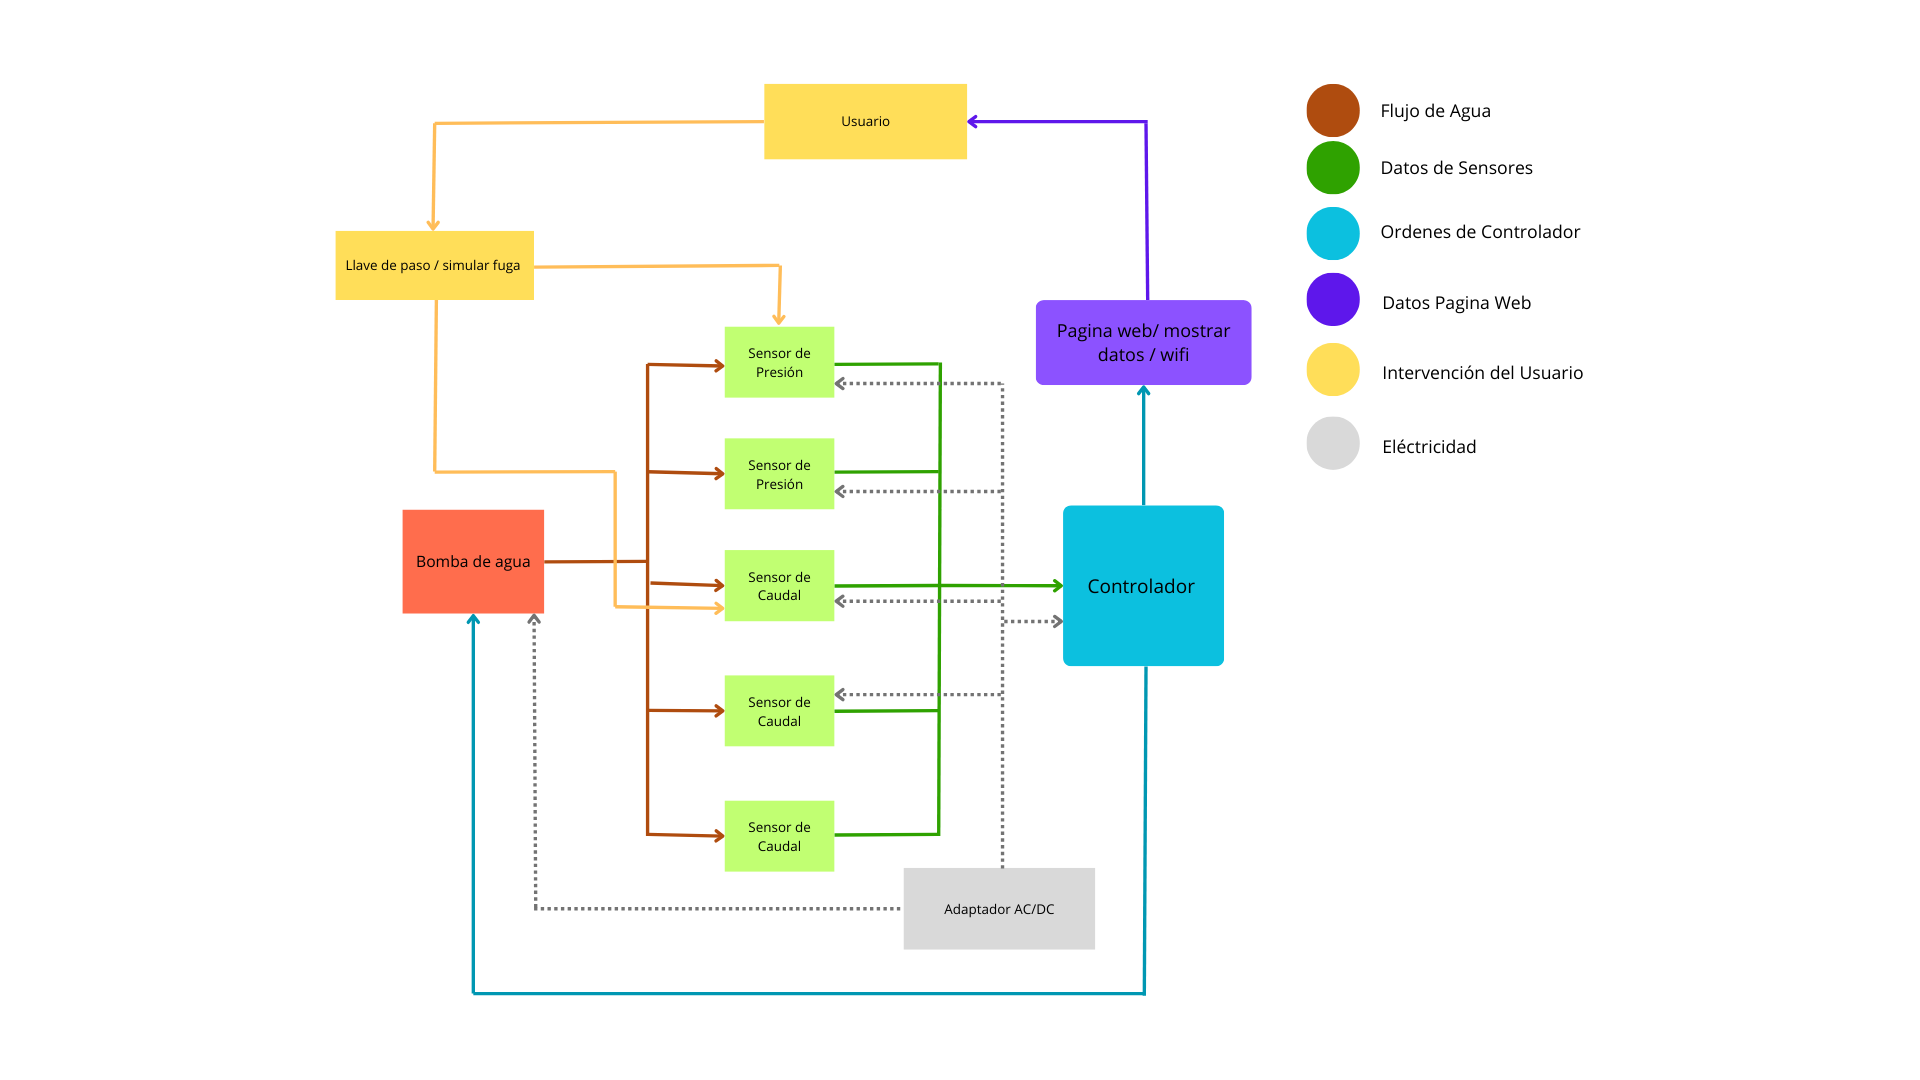 Usuario
Llave de paso / simular fuga
Sensor de
Presión
Sensor de
Presión
Bomba de agua
Sensor de
Caudal
Sensor de
Caudal
Sensor de
Caudal
Pagina web/ mostrar
datos / wifi
Controlador
Adaptador AC/DC
Flujo de Agua
Datos de Sensores
Ordenes de Controlador
Datos Pagina Web
Intervención del Usuario
Eléctricidad